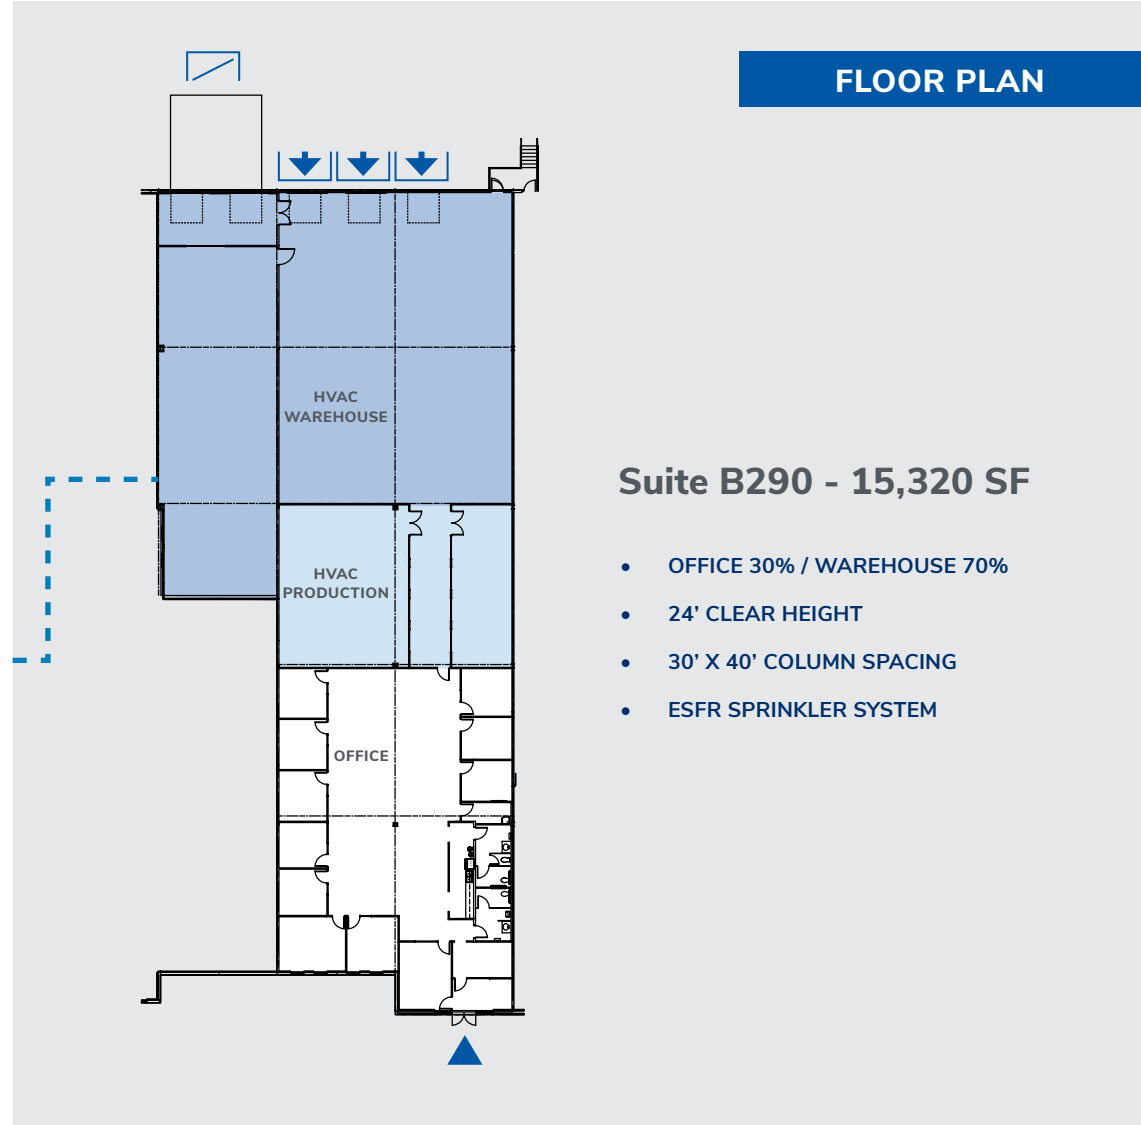 FLOOR PLAN
HVAC
WAREHOUSE
Suite B290 - 15,320 SF
HVAC
PRODUCTION
• OFFICE 30% / WAREHOUSE 70%
• 24’ CLEAR HEIGHT
• 30’ X 40’ COLUMN SPACING
• ESFR SPRINKLER SYSTEM
OFFICE